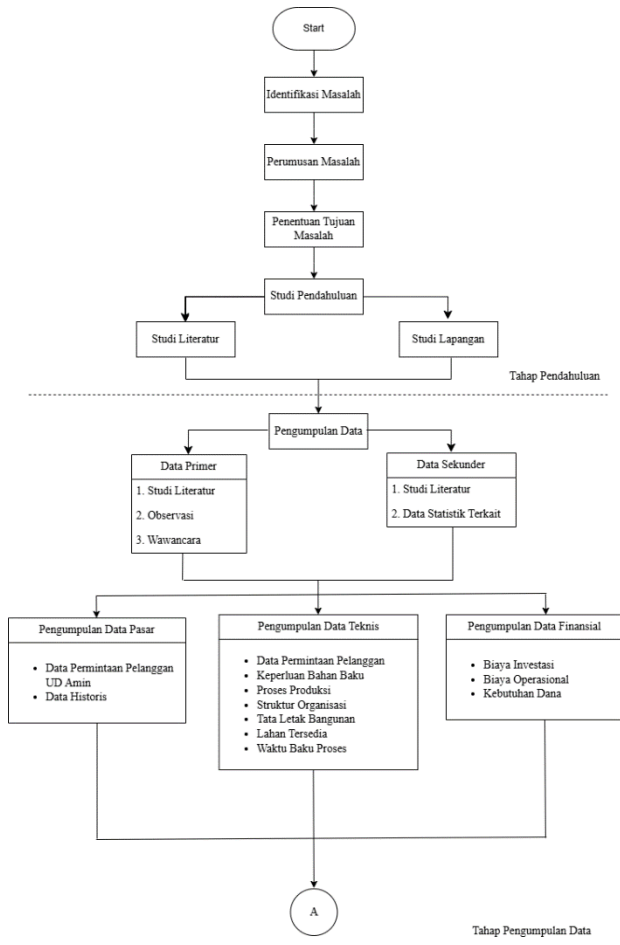 Start
Identifikasi Masalah
Perumusan Masalah
Penentuan Tujuan
Masalah
Studi Pendahuluan
Studi Literatur
Studi Lapangan
Tahap Pendahuluan
Pengumpulan Data
Data Primer
1. Studi Literatur
2. Observasi
3. Wawancara
Data Sekunder
1. Studi Literatur
2. Data Statistik Terkait
Pengumpulan Data Pasar
• Data Permintaan Pelanggan
UD Amin
• Data Historis
Pengumpulan Data Teknis
• Data Permintaan Pelanggan
• Keperluan Bahan Baku
• Proses Produksi
• Struktur Organisasi
• Tata Letak Bangunan
• Lahan Tersedia
• Waktu Baku Proses
Pengumpulan Data Finansial
• Biaya Investasi
• Biaya Operasional
• Kebutuhan Dana
A
Tahap Pengumpulan Data